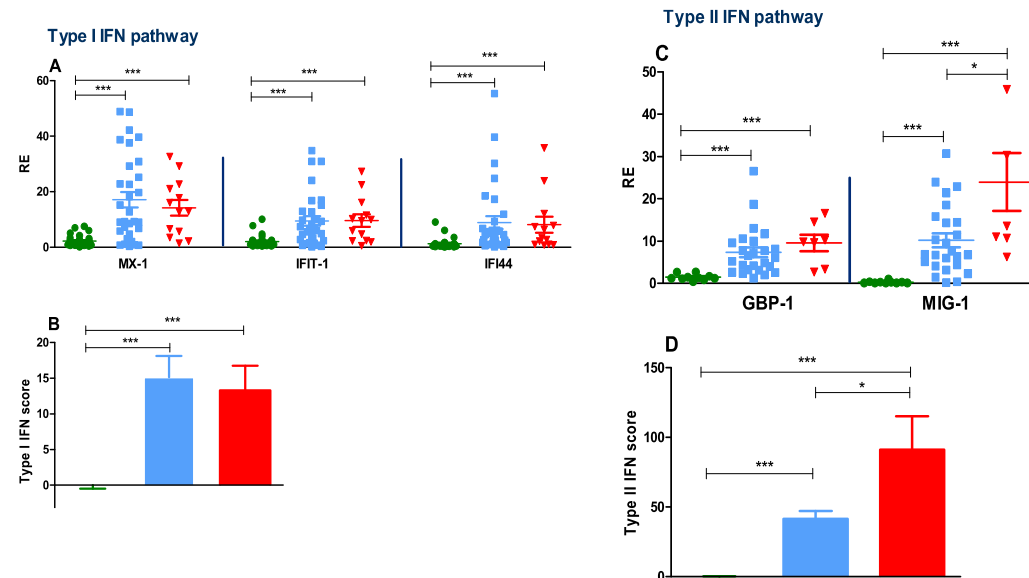 Type I IFN pathway
A
RE
60
40
20
0
***
***
***
***
***
***
MX-1
IFIT-1
IFI44
B
Type I IFN score
20
15
10
5
0
***
***
Type II IFN pathway
C
RE
50
40
30
20
10
0
***
***
***
*
***
GBP-1
MIG-1
D
Type II IFN score
150
100
50
0
***
*
***